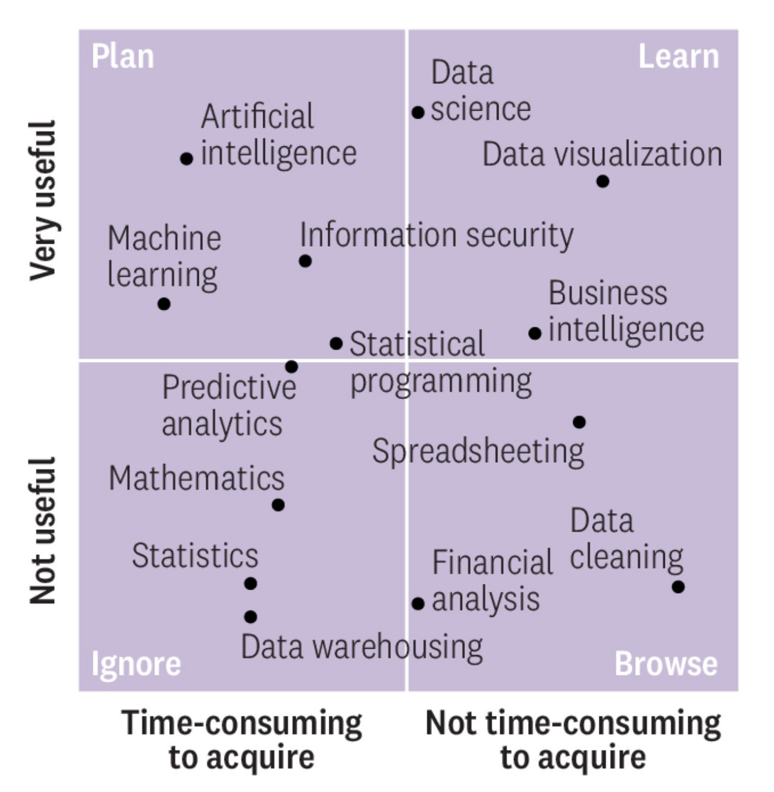 Plan
Learn
Data
science
Artificial
intelligence
Data visualization
Information security
Machine
learning
Business
intelligence
Statistical
programming
Predictive
analytics
Spreadsheeting
Mathematics
Data
cleaning
Statistics
Financial
analysis
Data warehousing
Ignore
Browse
Very useful
Not useful
Time-consuming
to acquire
Not time-consuming
to acquire